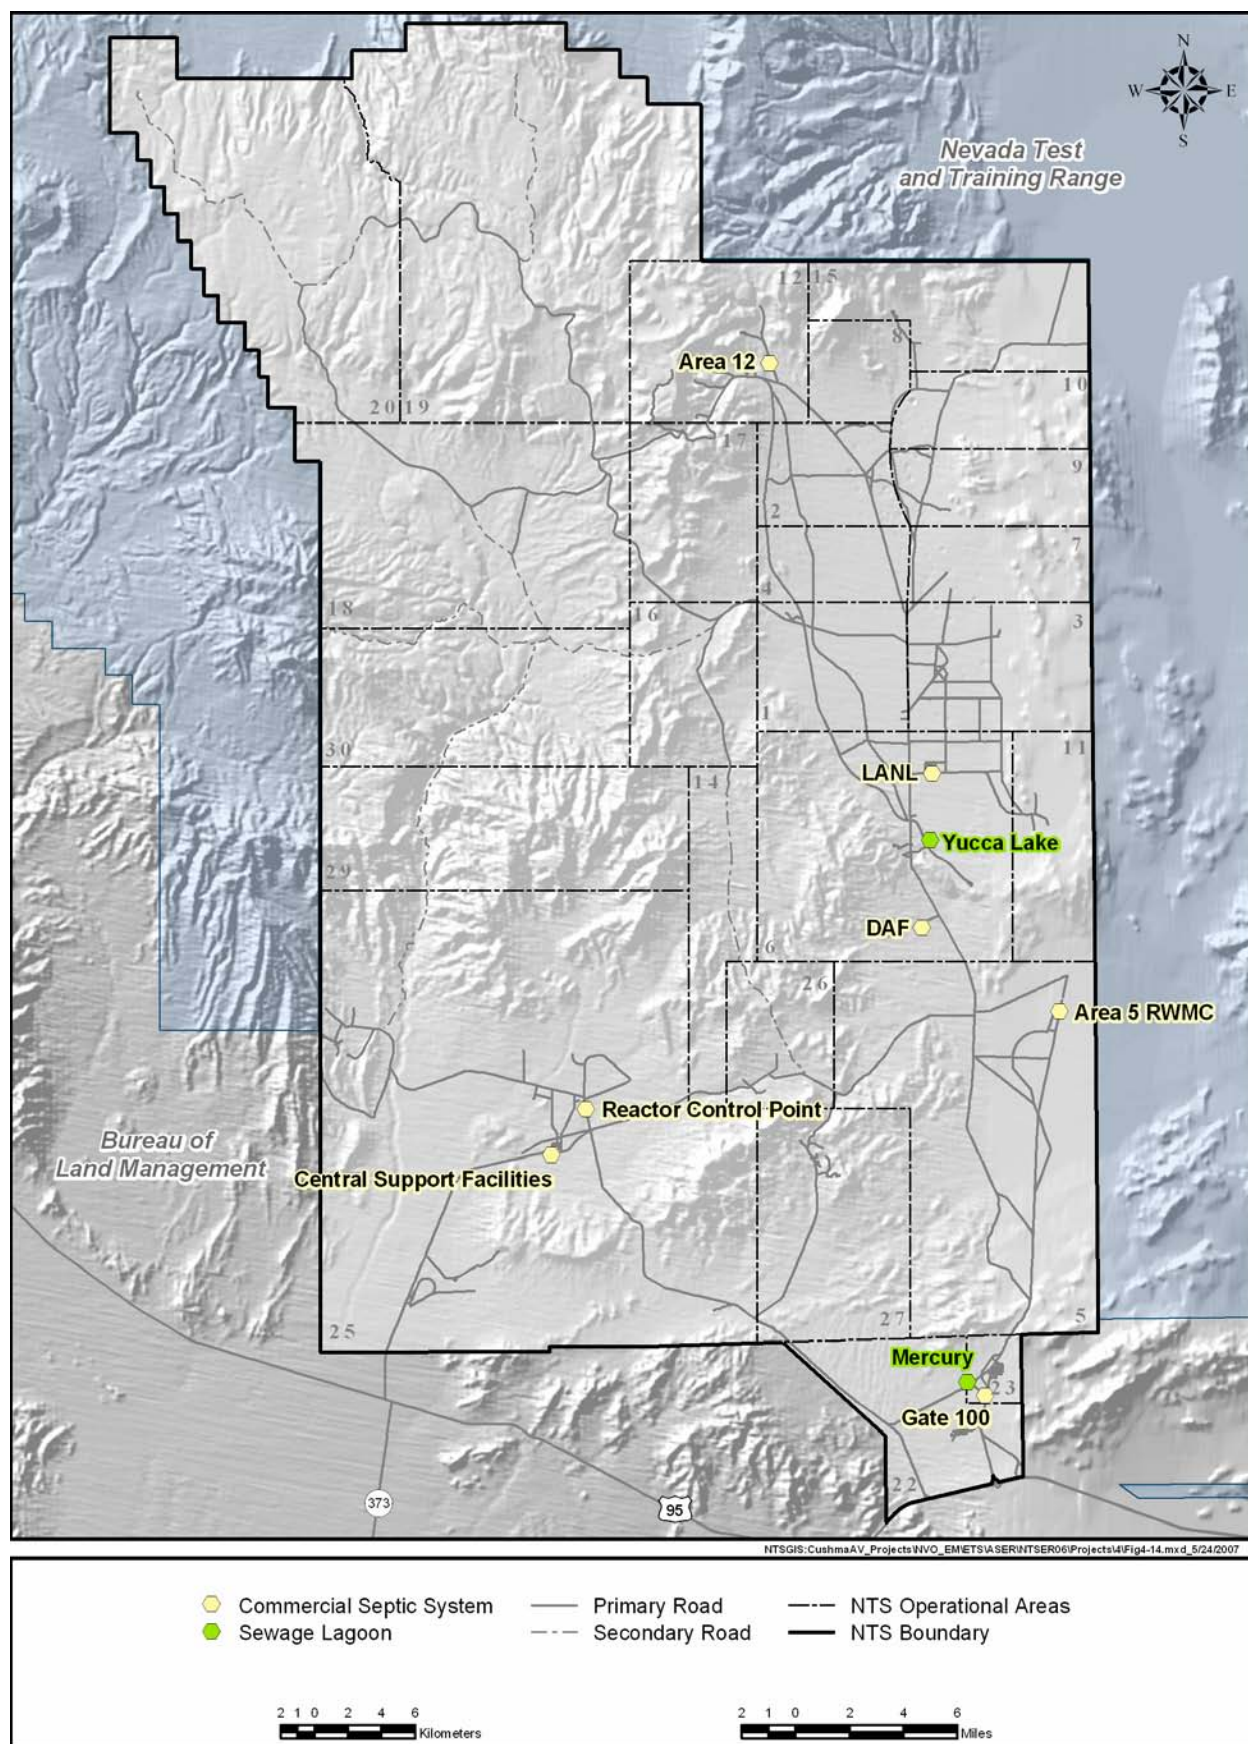 N
W E
S
Nevada Test
and Training Range
12 15
8
Area 12
10
20 19
17
9
2
7
4
18
16
3
1
30
11
14
LANL
Yucca Lake
29
DAF
6
26
Area 5 RWMC
Reactor Control Point
Bureau of
Land Management
Central Support Facilities
25
27
5
Mercury
23
Gate 100
22
373
95
NTSGIS:CushmaAV_Projects\NVO_EM\ETS\ASER\NTSER06\Projects\4\Fig4-14.mxd_5/24/2007
Commercial Septic System
Primary Road
NTS Operational Areas
Sewage Lagoon
Secondary Road
NTS Boundary
2 1 0 2 4 6
Kilometers
2 1 0 2 4 6
Miles